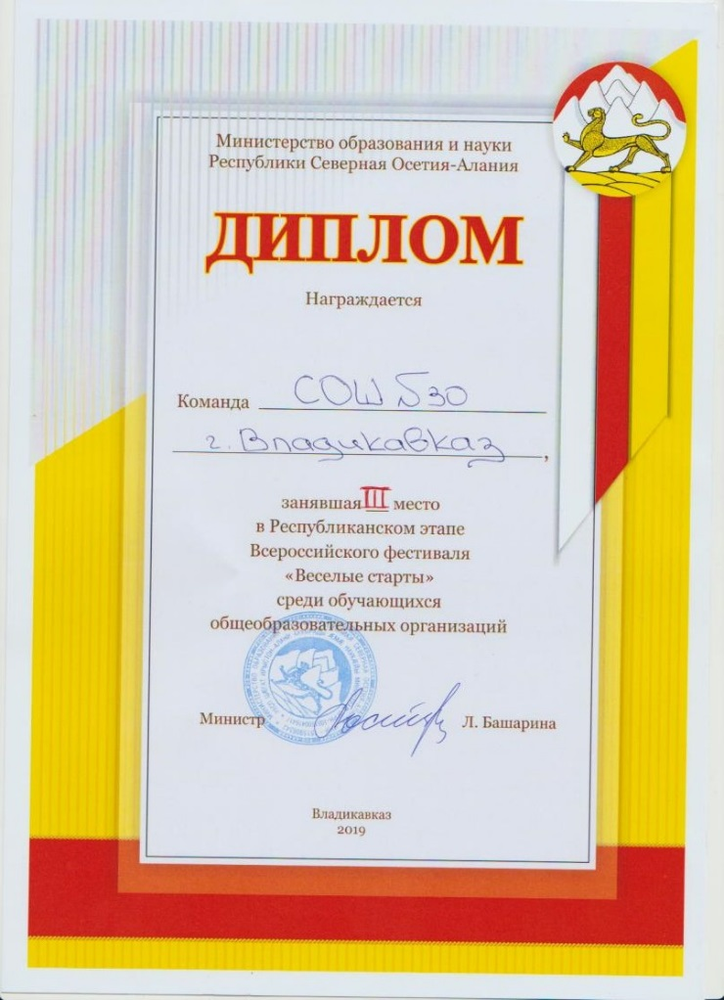 Министерство образования и науки
Республики Северная Осетия-Алания
ДИПЛОМ
Награждается
Команда СОШ №30
г. Владикавказ,
занявшая III место
в Республиканском этапе
Всероссийского фестиваля
«Веселые старты»
среди обучающихся
общеобразовательных организаций
Министр Л. Башарина
Владикавказ
2019